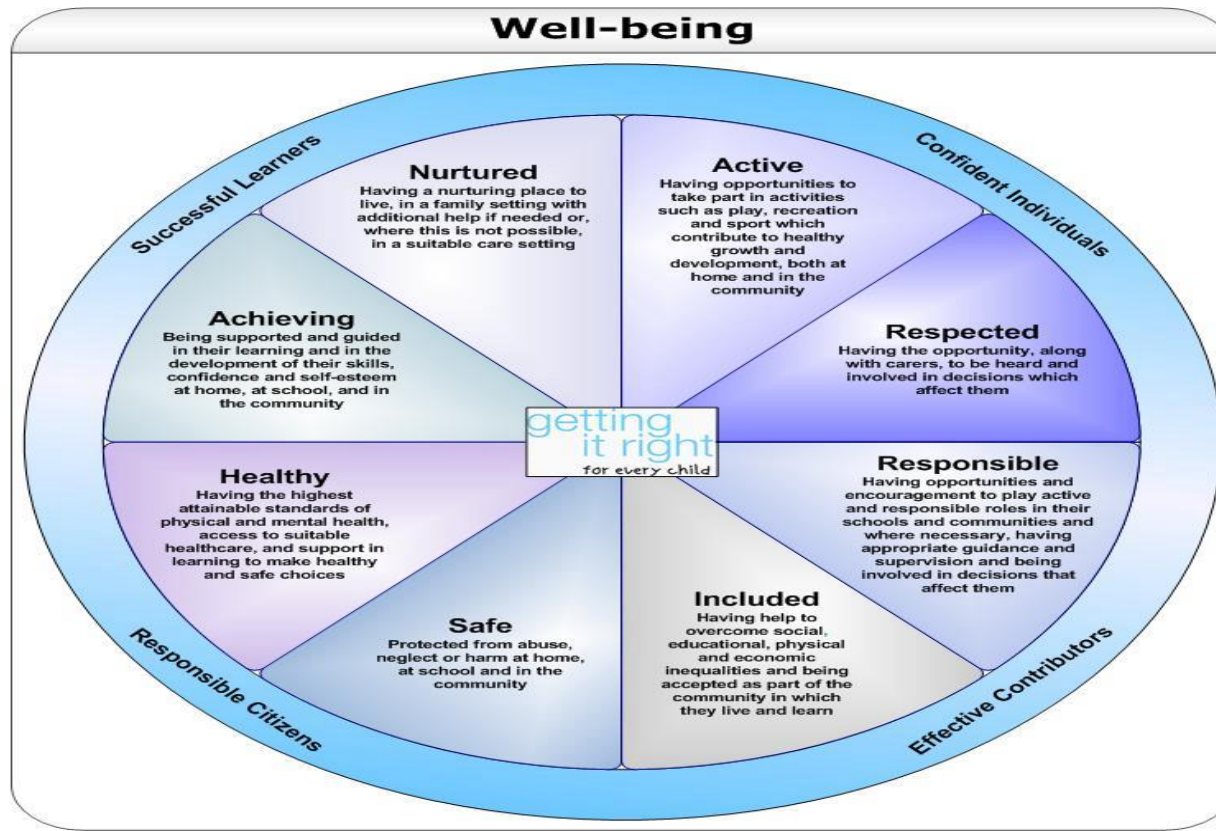 Well-being
Successful Learners
Confident Individuals
Nurtured
Having a nurturing place to
live, in a family setting with
additional help if needed or,
where this is not possible,
in a suitable care setting
Active
Having opportunities to
take part in activities
such as play, recreation
and sport which
contribute to healthy
growth and
development, both at
home and in the
community
Achieving
Being supported and guided
in their learning and in the
development of their skills,
confidence and self-esteem
at home, at school, and in
the community
Respected
Having the opportunity, along
with carers, to be heard and
involved in decisions which
affect them
getting
it right
for every child
Healthy
Having the highest
attainable standards of
physical and mental health,
access to suitable
healthcare, and support in
learning to make healthy
and safe choices
Responsible
Having opportunities and
encouragement to play active
and responsible roles in their
schools and communities and
where necessary, having
appropriate guidance and
supervision and being
involved in decisions that
affect them
Safe
Protected from abuse,
neglect or harm at home,
at school and in the
community
Included
Having help to
overcome social,
educational, physical
and economic
inequalities and being
accepted as part of the
community in which
they live and learn
Responsible Citizens
Effective Contributors